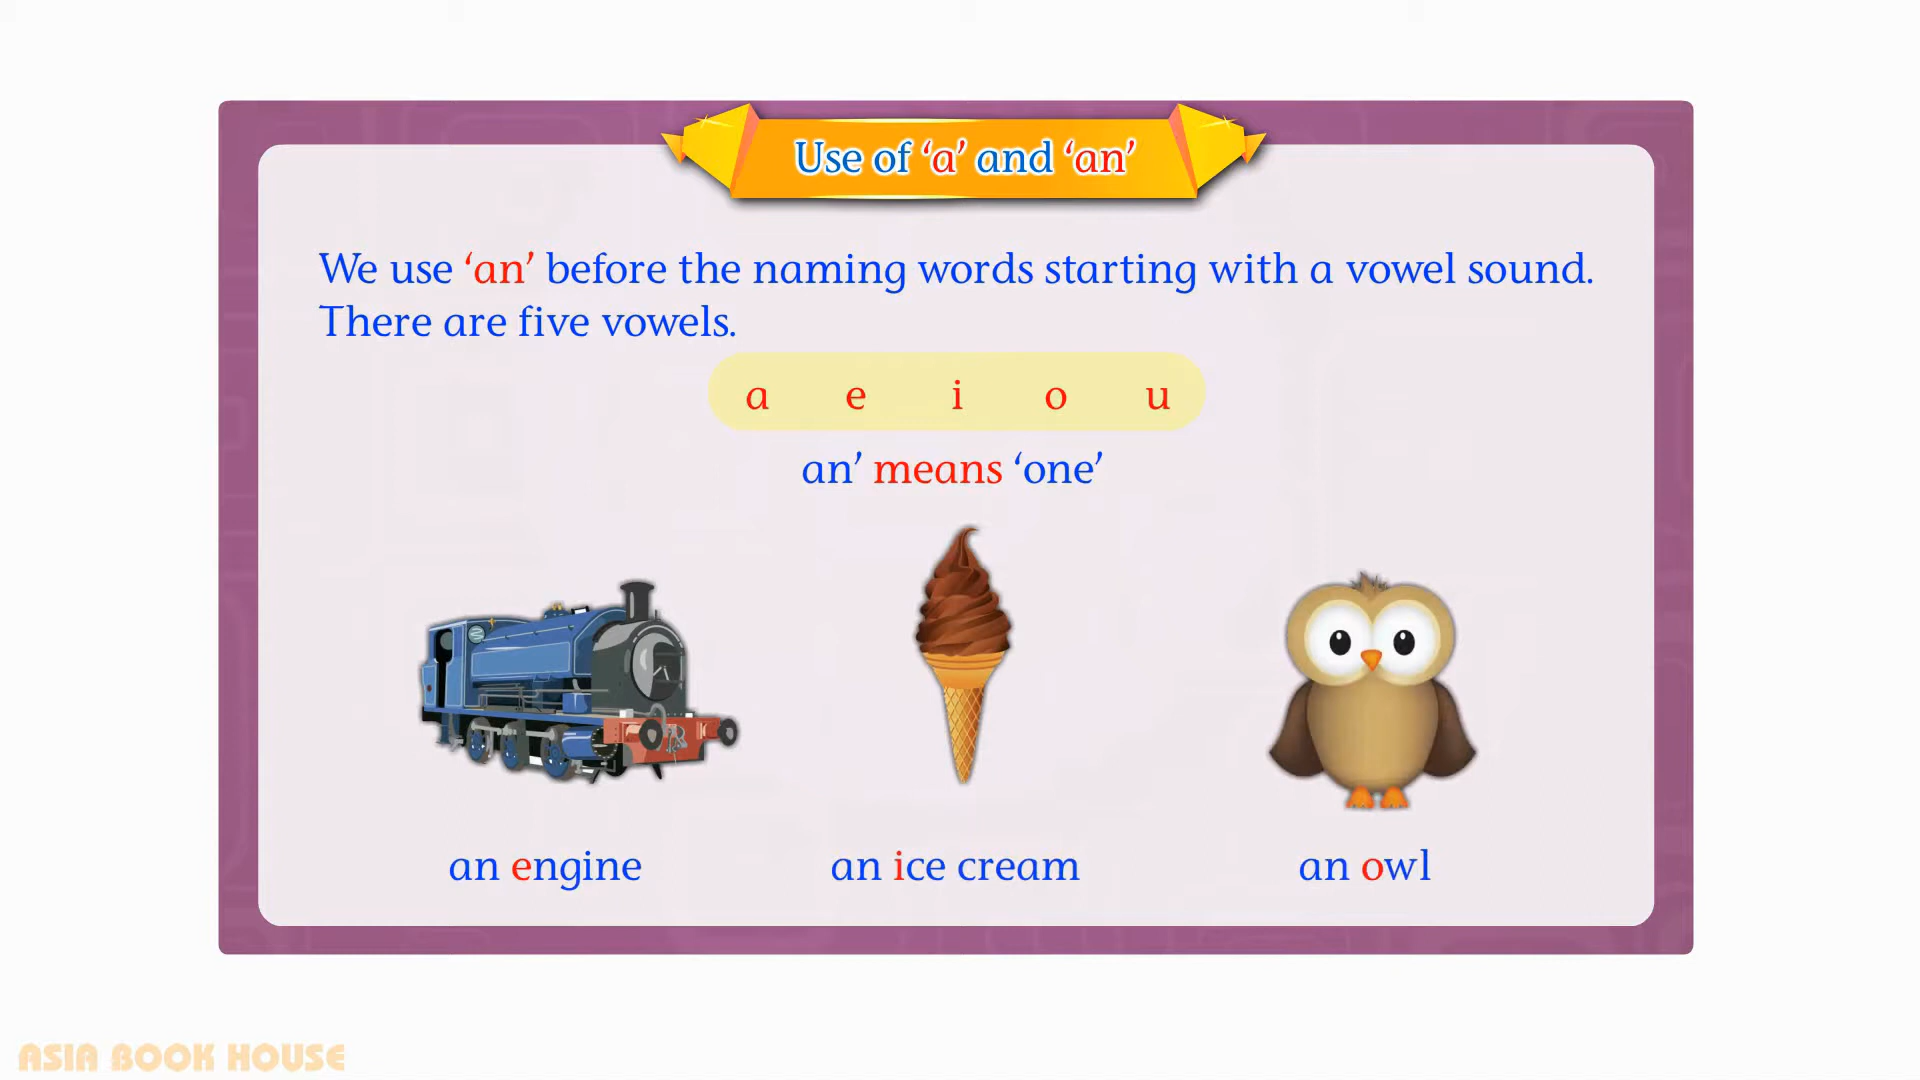 Use of ‘a’ and ‘an’
We use ‘an’ before the naming words starting with a vowel sound.
There are five vowels.
a e i o u
an’ means ‘one’
an engine
an ice cream
an owl
ASIA BOOK HOUSE